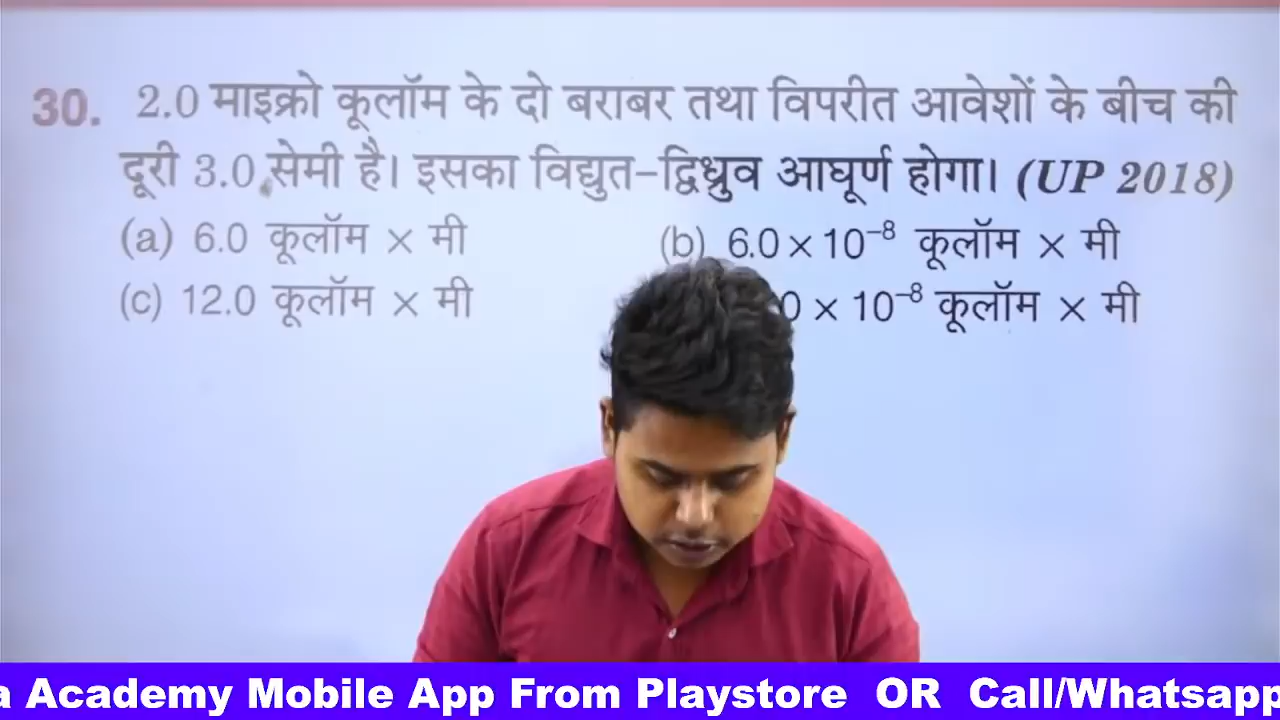 30. 2.0 माइक्रो कूलॉम के दो बराबर तथा विपरीत आवेशों के बीच की
दूरी 3.0 सेमी है। इसका विद्युत-द्विध्रुव आघूर्ण होगा। (UP 2018)
(a) 6.0 कूलॉम × मी (b) 6.0 × 10⁻⁸ कूलॉम × मी
(c) 12.0 कूलॉम × मी 0 × 10⁻⁸ कूलॉम × मी
a Academy Mobile App From Playstore OR Call/Whatsapp